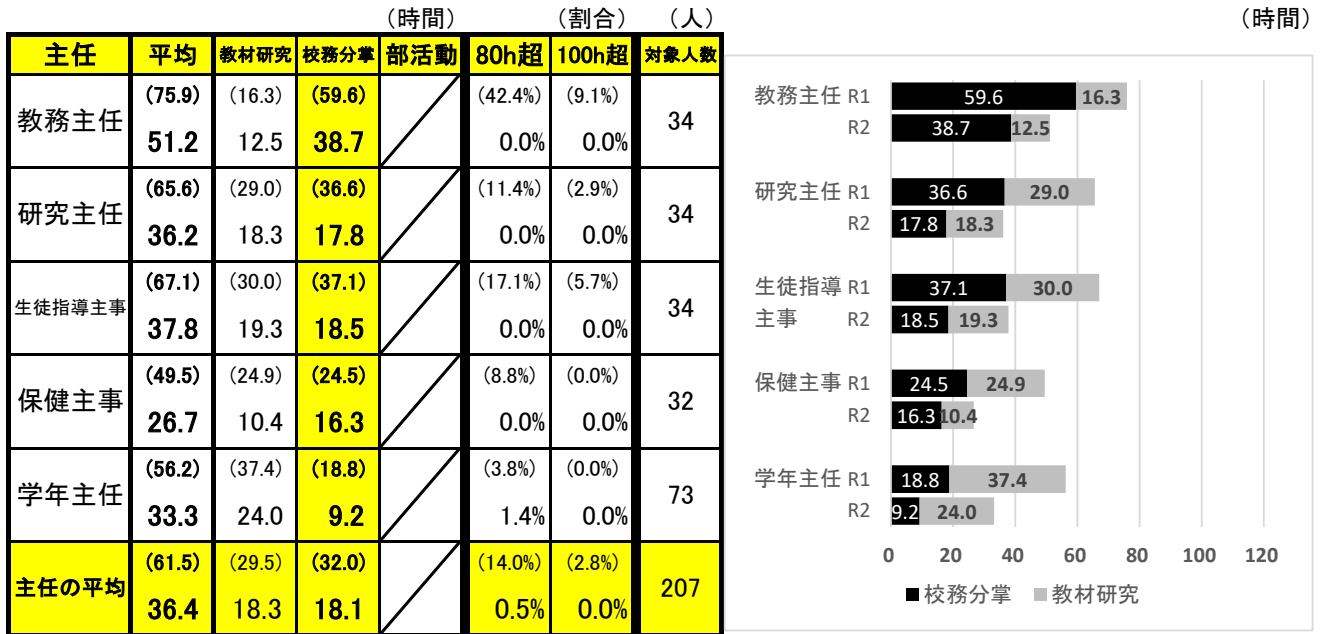 （時間） （割合） （人） （時間）
主任 平均 教材研究 校務分掌 部活動 80h超 100h超 対象人数
教務主任 (75.9) (16.3) (59.6) (42.4%) (9.1%) 34
51.2 12.5 38.7 0.0% 0.0%
研究主任 (65.6) (29.0) (36.6) (11.4%) (2.9%) 34
36.2 18.3 17.8 0.0% 0.0%
生徒指導主事 (67.1) (30.0) (37.1) (17.1%) (5.7%) 34
37.8 19.3 18.5 0.0% 0.0%
保健主事 (49.5) (24.9) (24.5) (8.8%) (0.0%) 32
26.7 10.4 16.3 0.0% 0.0%
学年主任 (56.2) (37.4) (18.8) (3.8%) (0.0%) 73
33.3 24.0 9.2 1.4% 0.0%
主任の平均 (61.5) (29.5) (32.0) (14.0%) (2.8%) 207
36.4 18.3 18.1 0.5% 0.0%
教務主任 R1 59.6 16.3
R2 38.7 12.5
研究主任 R1 36.6 29.0
R2 17.8 18.3
生徒指導 R1 37.1 30.0
主事 R2 18.5 19.3
保健主事 R1 24.5 24.9
R2 16.3 10.4
学年主任 R1 18.8 37.4
R2 9.2 24.0
0 20 40 60 80 100 120
校務分掌 教材研究